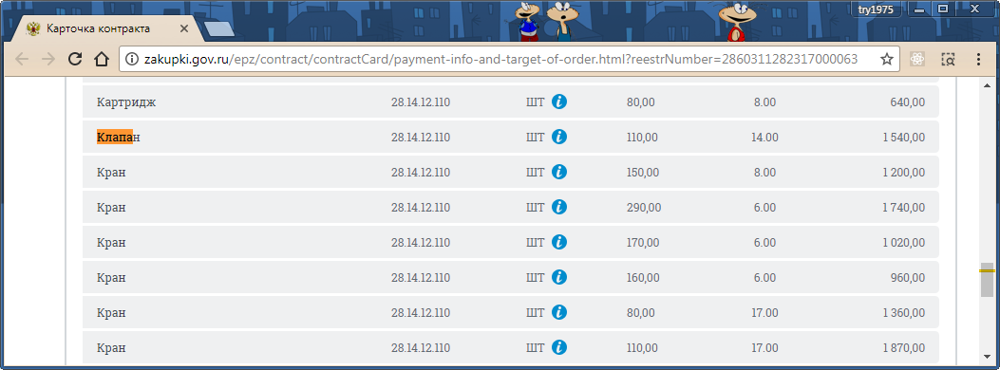 try1975
Карточка контракта
zakupki.gov.ru/epz/contract/contractCard/payment-info-and-target-of-order.html?reestrNumber=2860311282317000063
Картридж 28.14.12.110 ШТ i 80,00 8.00 640,00
Клапан 28.14.12.110 ШТ i 110,00 14.00 1 540,00
Кран 28.14.12.110 ШТ i 150,00 8.00 1 200,00
Кран 28.14.12.110 ШТ i 290,00 6.00 1 740,00
Кран 28.14.12.110 ШТ i 170,00 6.00 1 020,00
Кран 28.14.12.110 ШТ i 160,00 6.00 960,00
Кран 28.14.12.110 ШТ i 80,00 17.00 1 360,00
Кран 28.14.12.110 ШТ i 110,00 17.00 1 870,00